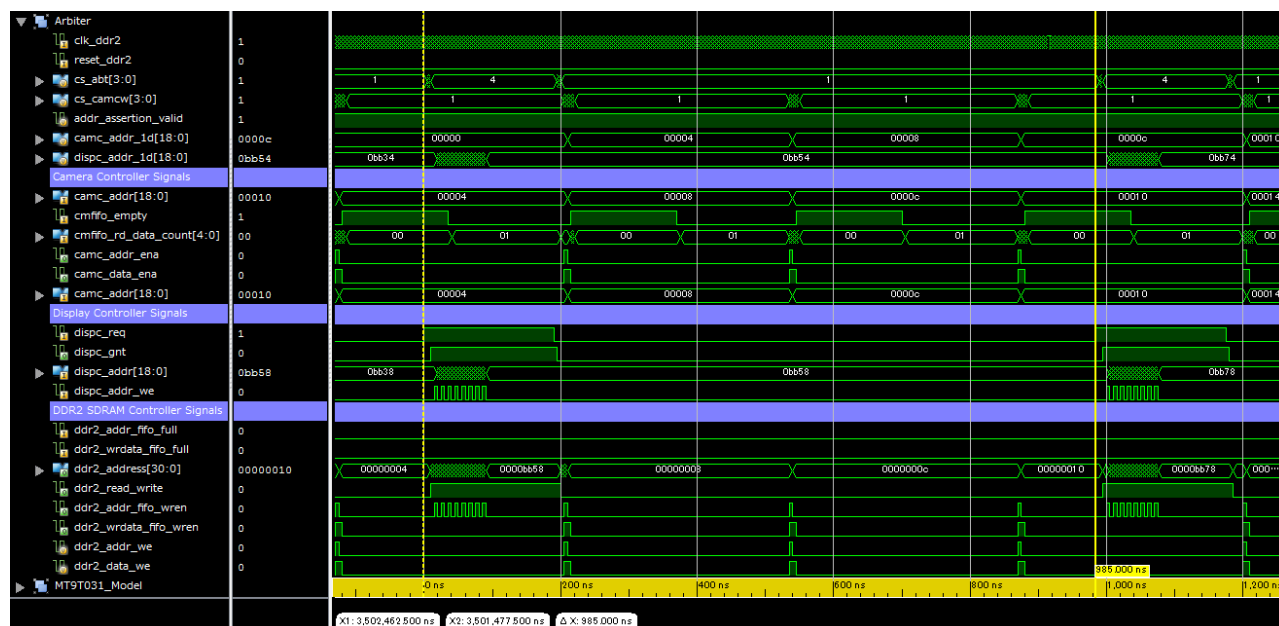 Arbiter
clk_ddr2 1
reset_ddr2 0
cs_abt[3:0] 1 1 4 1 4 1
cs_camcw[3:0] 1 1 1 1 1 1
addr_assertion_valid 1
camc_addr_1d[18:0] 0000c 00000 00004 00008 0000c 00010
dispc_addr_1d[18:0] 0bb54 0bb34 0bb54 0bb74
Camera Controller Signals
camc_addr[18:0] 00010 00004 00008 0000c 00010 00014
cmfifo_empty 1
cmfifo_rd_data_count[4:0] 00 00 01 00 01 00 01 00 01 00
camc_addr_ena 0
camc_data_ena 0
camc_addr[18:0] 00010 00004 00008 0000c 00010 00014
Display Controller Signals
dispc_req 1
dispc_gnt 0
dispc_addr[18:0] 0bb58 0bb38 0bb58 0bb78
dispc_addr_we 0
DDR2 SDRAM Controller Signals
ddr2_addr_fifo_full 0
ddr2_wrdata_fifo_full 0
ddr2_address[30:0] 00000010 00000004 0000bb58 00000008 0000000c 00000010 0000bb78 000...
ddr2_read_write 0
ddr2_addr_fifo_wren 0
ddr2_wrdata_fifo_wren 0
ddr2_addr_we 0
ddr2_data_we 0
985.000 ns
MT9T031_Model 0 ns 200 ns 400 ns 600 ns 800 ns 1,000 ns 1,200 n
X1: 3,502,462.500 ns X2: 3,501,477.500 ns Δ X: 985.000 ns